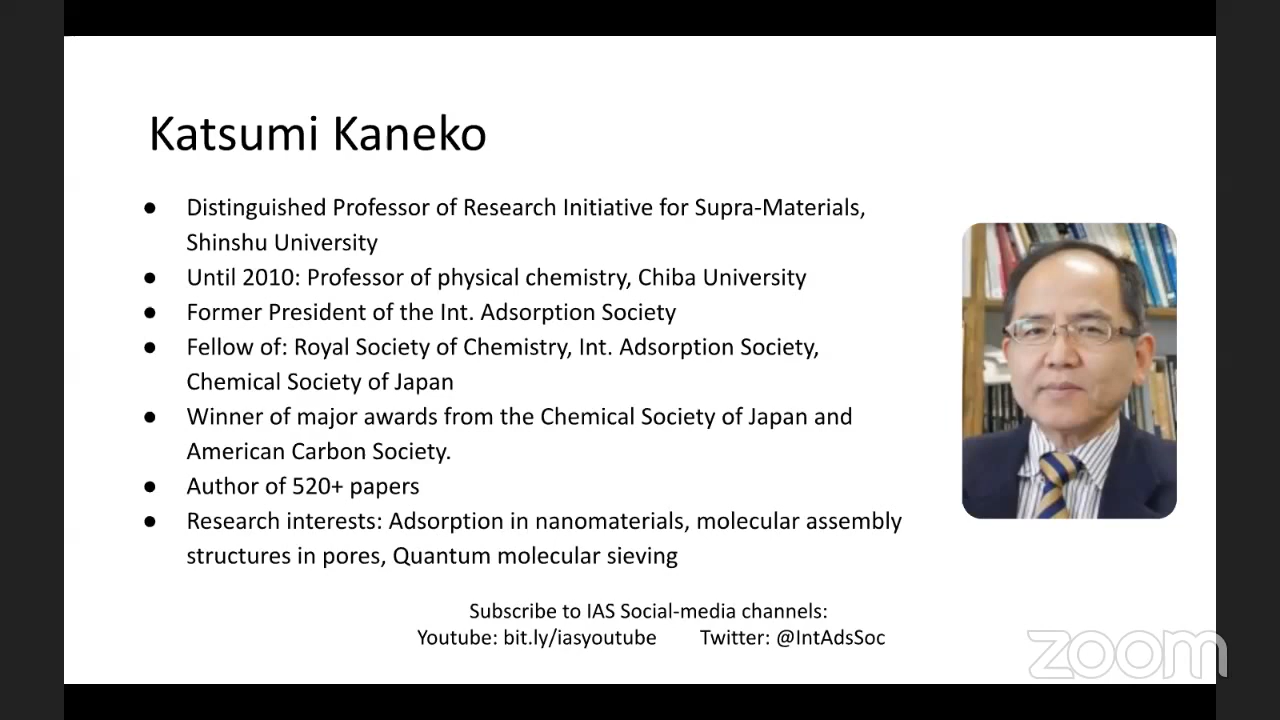 Katsumi Kaneko
● Distinguished Professor of Research Initiative for Supra-Materials,
Shinshu University
● Until 2010: Professor of physical chemistry, Chiba University
● Former President of the Int. Adsorption Society
● Fellow of: Royal Society of Chemistry, Int. Adsorption Society,
Chemical Society of Japan
● Winner of major awards from the Chemical Society of Japan and
American Carbon Society.
● Author of 520+ papers
● Research interests: Adsorption in nanomaterials, molecular assembly
structures in pores, Quantum molecular sieving
Subscribe to IAS Social-media channels:
Youtube: bit.ly/iasyoutube Twitter: @IntAdsSoc
zoom